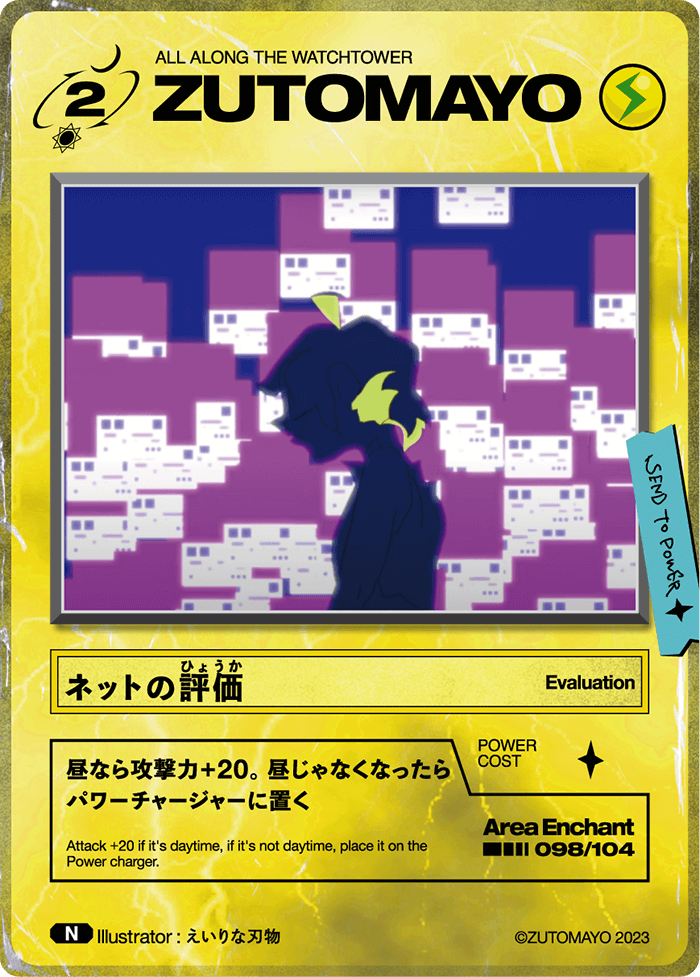 ALL ALONG THE WATCHTOWER
2 ZUTOMAYO
SEND TO POWER
ひょうか
ネットの評価
Evaluation
昼なら攻撃力+20。昼じゃなくなったら
パワーチャージャーに置く
Attack +20 if it's daytime, if it's not daytime, place it on the
Power charger.
POWER
COST
Area Enchant
098/104
N Illustrator : えいりな刃物
©ZUTOMAYO 2023